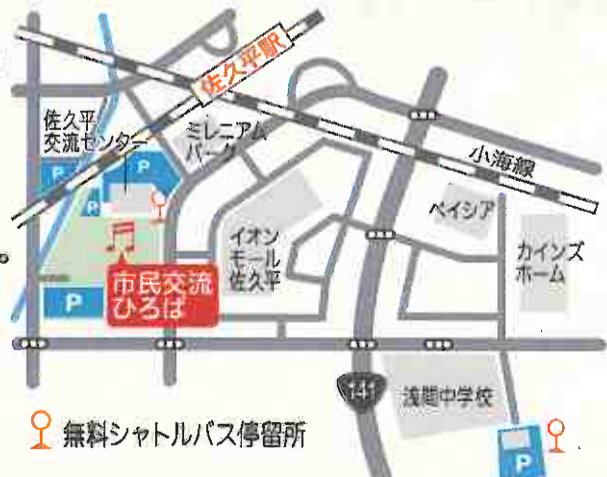 佐久平駅
佐久平
交流センター
ミレニアム
パーク
小海線
P
P
P
ベイシア
イオン
モール
佐久平
カインズ
ホーム
市民交流
ひろば
P
141
浅間中学校
無料シャトルバス停留所
P